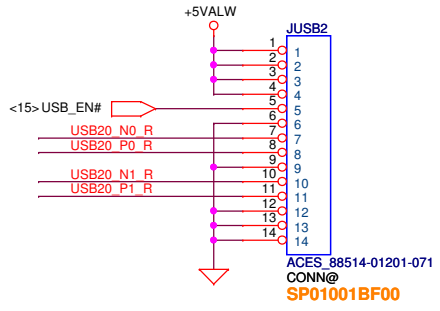 +5VALW
JUSB2
1 1
2 2
3 3
4 4
<15> USB_EN# 5 5
6 6
USB20_N0_R 7 7
USB20_P0_R 8 8
9 9
USB20_N1_R 10 10
USB20_P1_R 11 11
12 12
13 13
14 14
ACES_88514-01201-071
CONN@
SP01001BF00